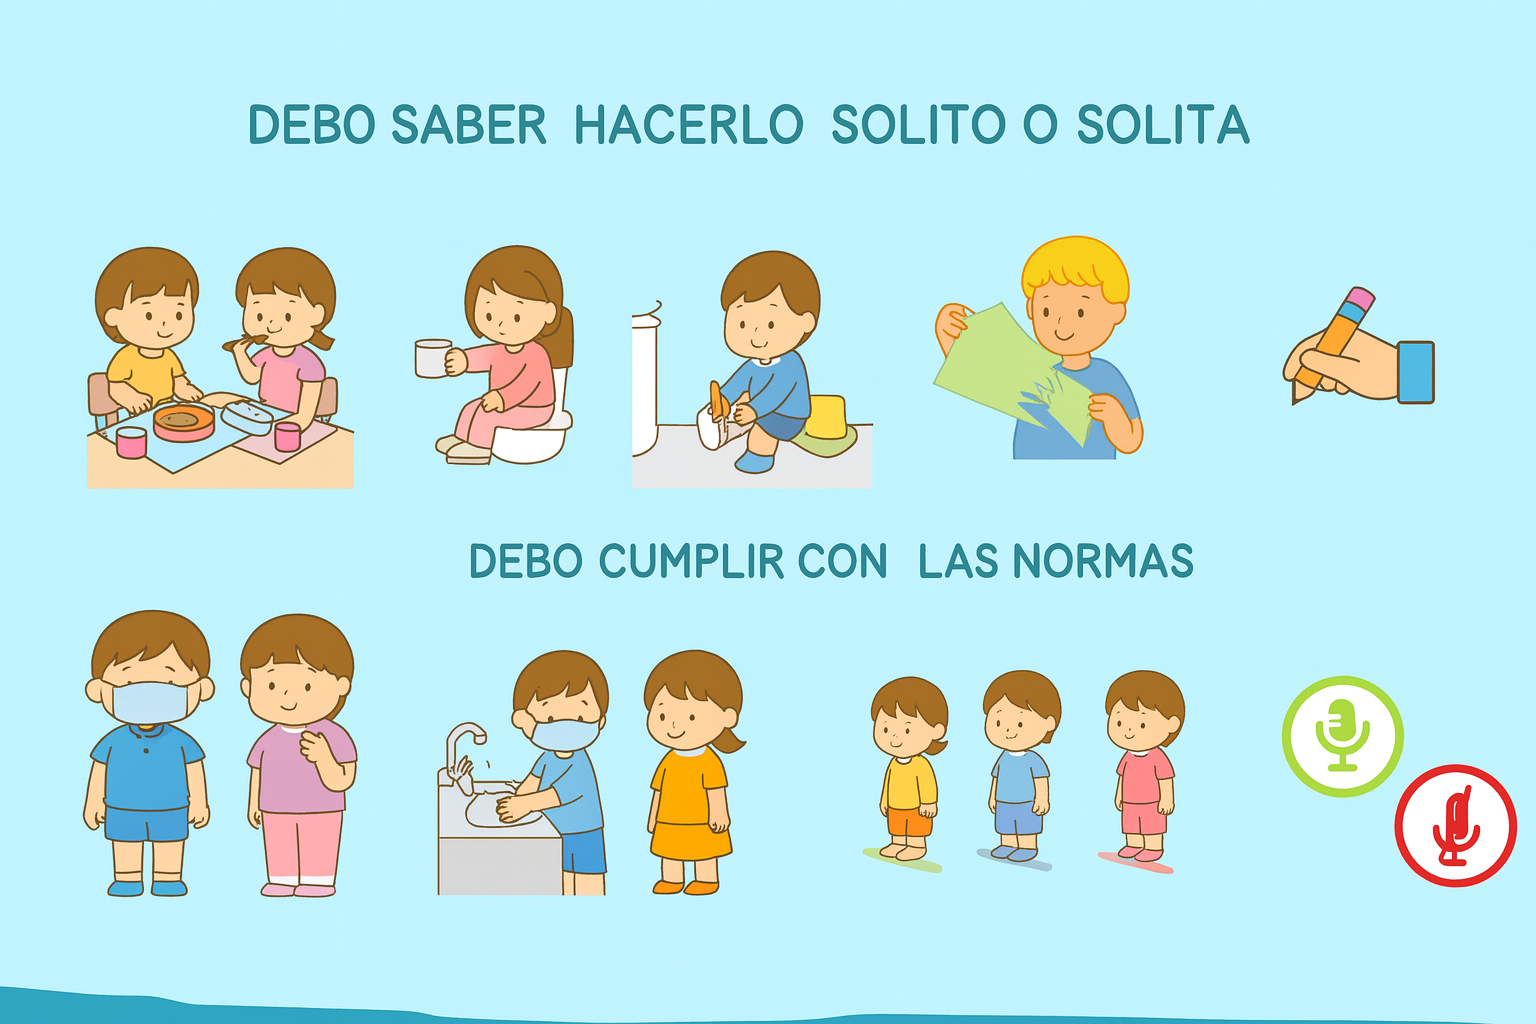 DEBO SABER HACERLO SOLITO O SOLITA
DEBO CUMPLIR CON LAS NORMAS